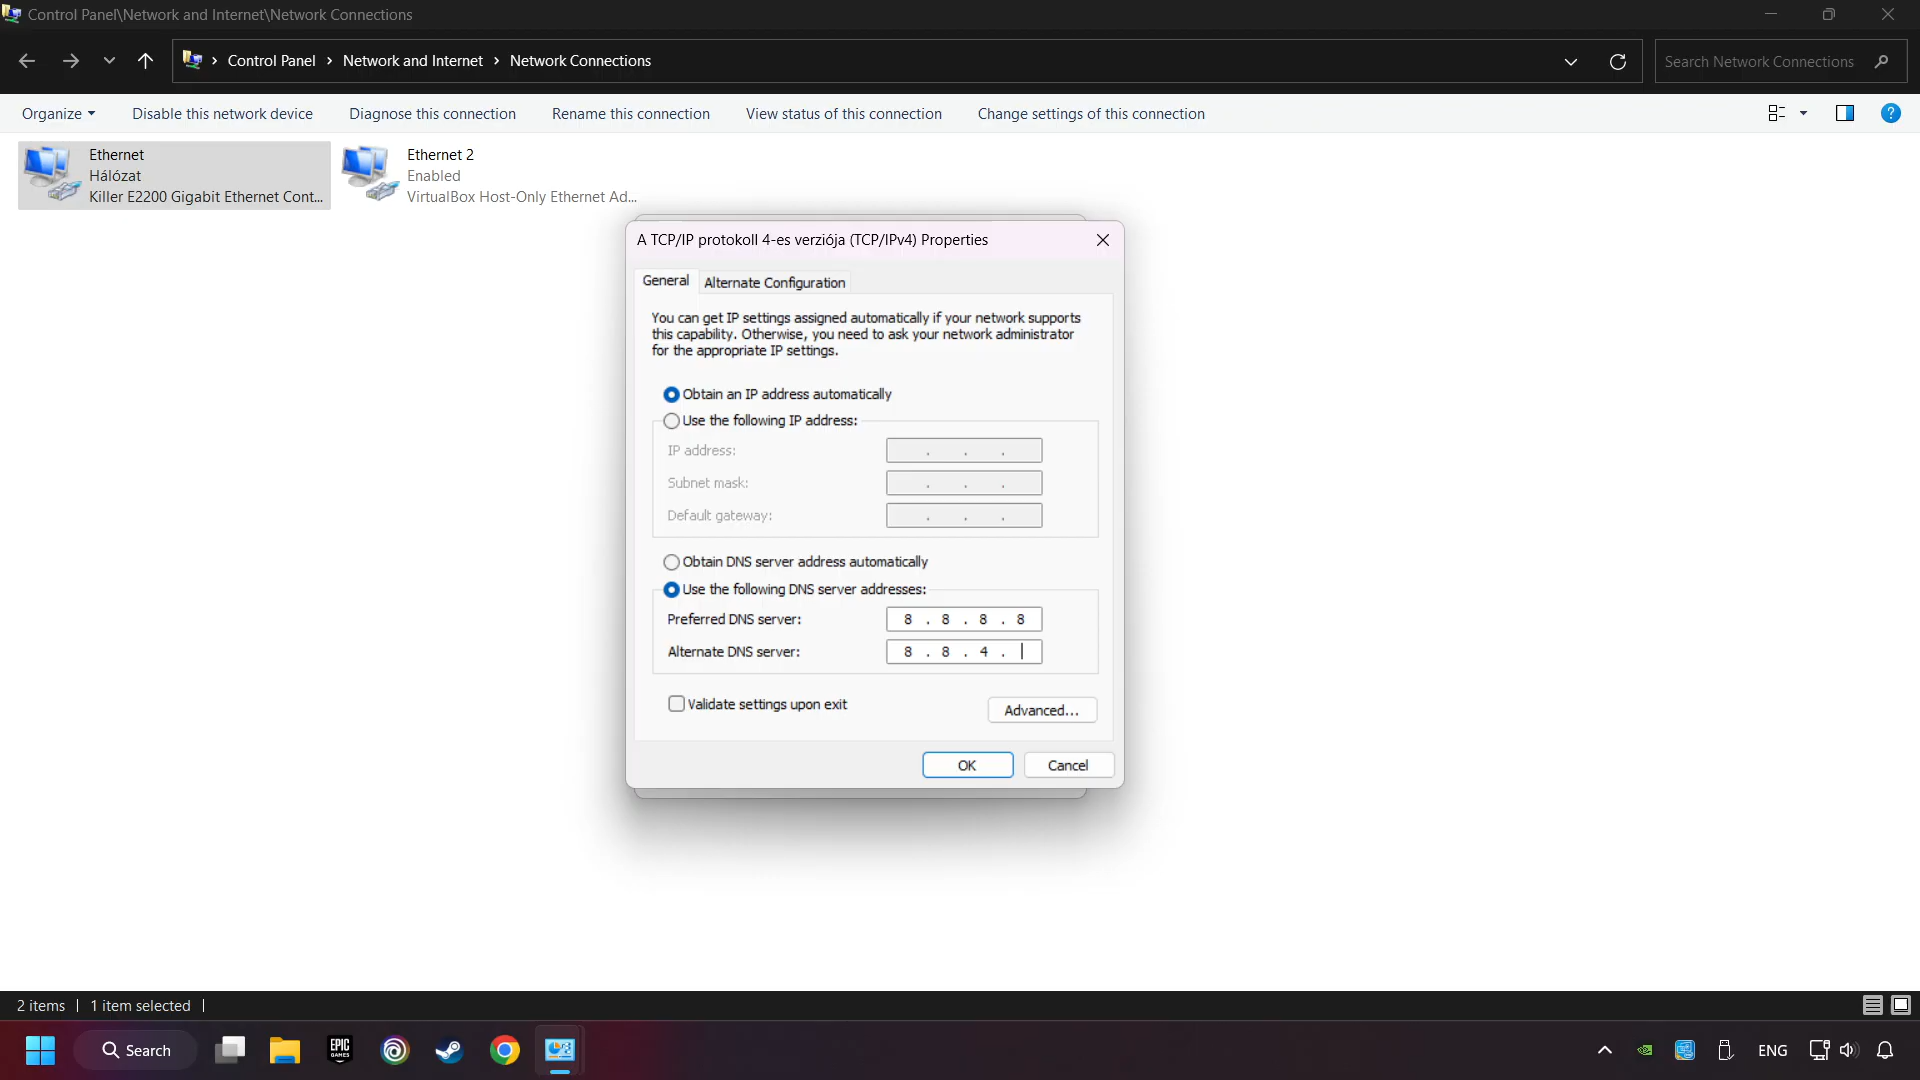 Control Panel\Network and Internet\Network Connections
Control Panel > Network and Internet > Network Connections
Search Network Connections
Organize
Disable this network device
Diagnose this connection
Rename this connection
View status of this connection
Change settings of this connection
?
Ethernet
Hálózat
Killer E2200 Gigabit Ethernet Cont...
Ethernet 2
Enabled
VirtualBox Host-Only Ethernet Ad...
A TCP/IP protokoll 4-es verziója (TCP/IPv4) Properties
General
Alternate Configuration
You can get IP settings assigned automatically if your network supports
this capability. Otherwise, you need to ask your network administrator
for the appropriate IP settings.
Obtain an IP address automatically
Use the following IP address:
IP address: . . .
Subnet mask: . . .
Default gateway: . . .
Obtain DNS server address automatically
Use the following DNS server addresses:
Preferred DNS server: 8 . 8 . 8 . 8
Alternate DNS server: 8 . 8 . 4 .
Validate settings upon exit
Advanced...
OK
Cancel
2 items | 1 item selected |
Search
EPIC
GAMES
ENG